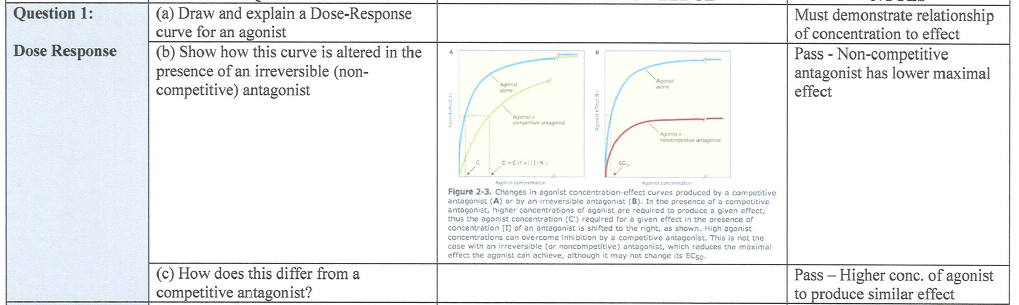 Question 1:
(a) Draw and explain a Dose-Response
curve for an agonist
Must demonstrate relationship
of concentration to effect
Dose Response
(b) Show how this curve is altered in the
presence of an irreversible (non-
competitive) antagonist
A
Agonist effect (E)
Agonist
alone
Agonist +
competitive antagonist
C
C' = C (1 + [I] / Ki)
Agonist concentration
B
Agonist effect (E)
Agonist
alone
Agonist +
noncompetitive antagonist
EC50
Agonist concentration
Figure 2-3. Changes in agonist concentration-effect curves produced by a competitive
antagonist (A) or by an irreversible antagonist (B). In the presence of a competitive
antagonist, higher concentrations of agonist are required to produce a given effect;
thus the agonist concentration (C') required for a given effect in the presence of
concentration [I] of an antagonist is shifted to the right, as shown. High agonist
concentrations can overcome inhibition by a competitive antagonist. This is not the
case with an irreversible (or noncompetitive) antagonist, which reduces the maximal
effect the agonist can achieve, although it may not change its EC50.
Pass - Non-competitive
antagonist has lower maximal
effect
(c) How does this differ from a
competitive antagonist?
Pass – Higher conc. of agonist
to produce similar effect